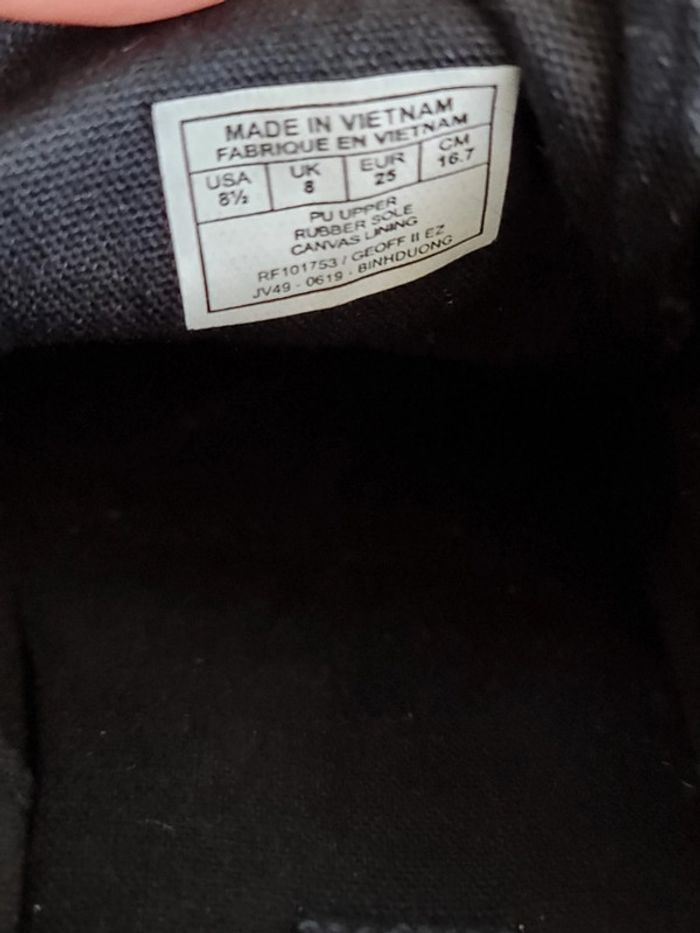 MADE IN VIETNAM
FABRIQUE EN VIETNAM
USA UK EUR CM
8½ 8 25 16.7
PU UPPER
RUBBER SOLE
CANVAS LINING
RF101753 / GEOFF II EZ
JV49 - 0619 - BINHDUONG